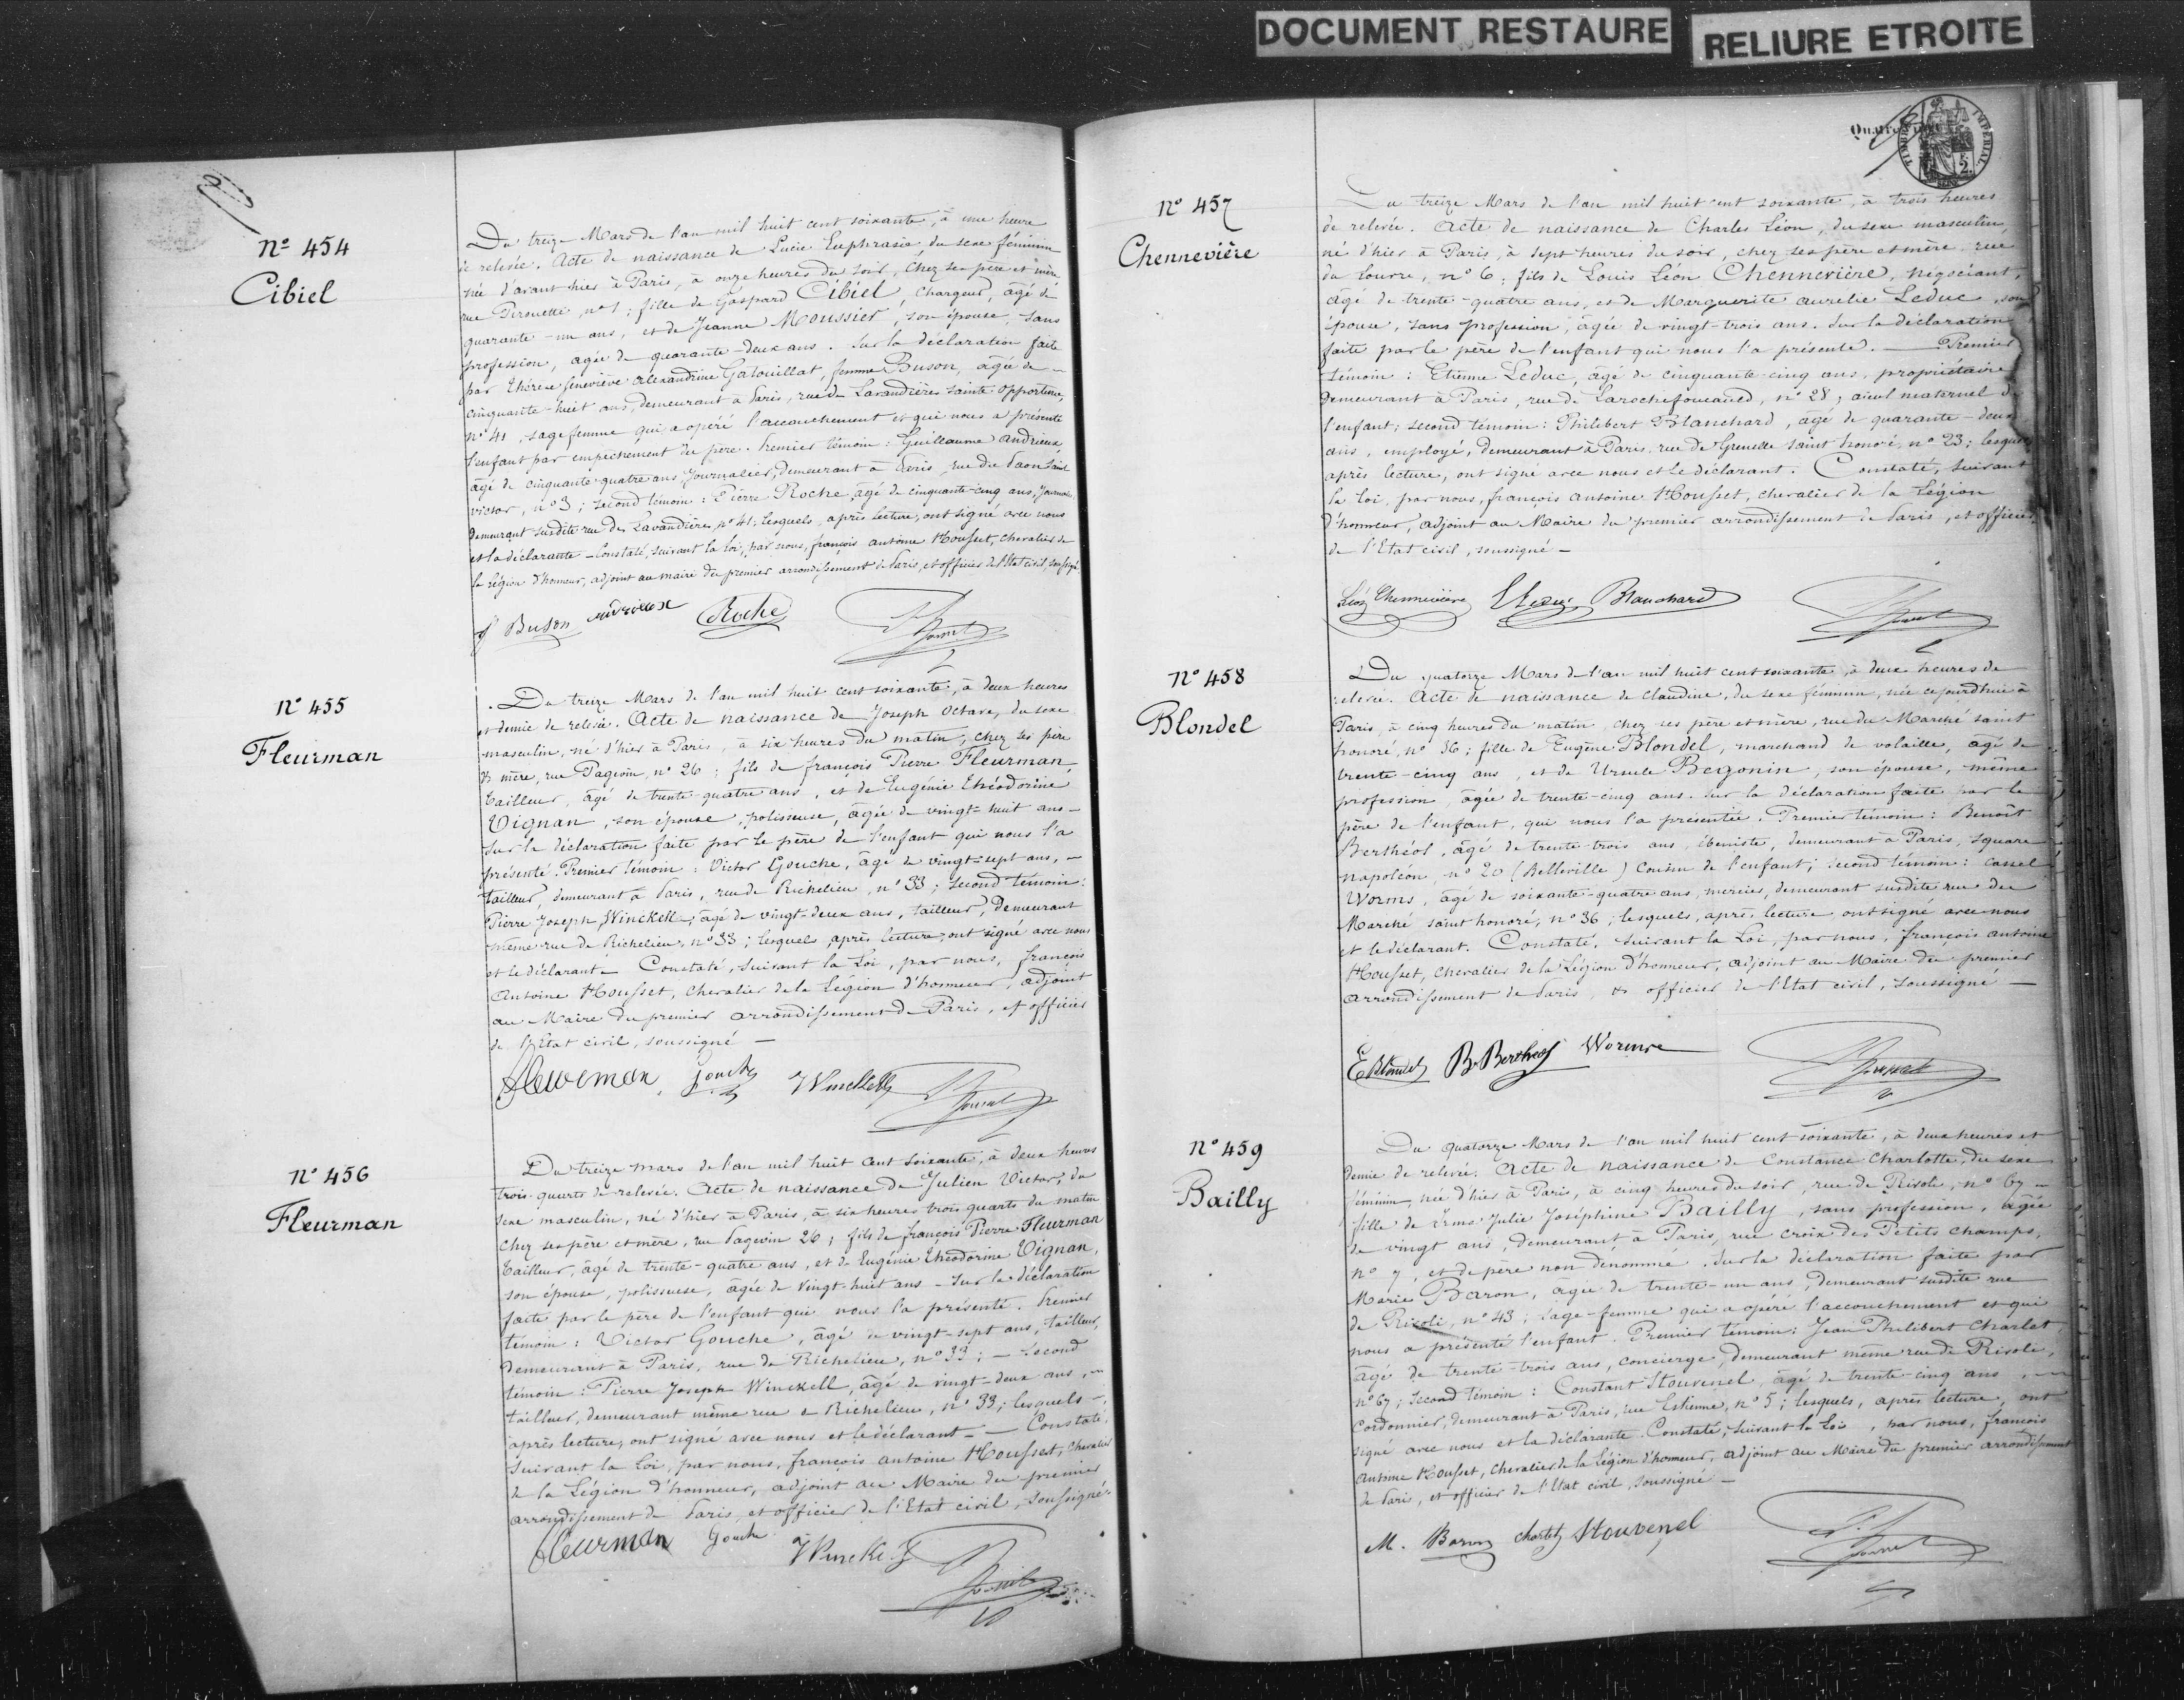 DOCUMENT RESTAURE
RELIURE ETROITE
N° 454
Cibiel
Du treize Mars de l'an mil huit cent soixante, à une heure
de relevée. Acte de naissance de Lucie Euphrasie du sexe féminin
née d'avant hier à Paris, à onze heures du soir, chez ses père et mère
rue Pirouette n° 1; fille de Gaspard Cibiel, chargeur, âgé de
quarante-un ans, et de Jeanne Moussier, son épouse, sans
profession, agée de quarante-deux ans. Sur la déclaration faite
par Thérèse Geneviève Alexandrine Gatouillat, femme Buson, âgée de
cinquante-huit ans, demeurant à Paris, rue des Lavandières Sainte Opportune,
n° 41, sage femme qui a opéré l'accouchement et qui nous a présenté
l'enfant par empêchement du père. Premier témoin: Guillaume Andrieux,
âgé de cinquante quatre ans, Journalier, demeurant à Paris, rue du Paon Saint
victor, n° 3; second témoin: Pierre Roche, âgé de cinquante-cinq ans, Journalier,
demeurant susdite rue des Lavandières, n° 41; lesquels, après lecture, ont signé avec nous
et la déclarante - Constaté, suivant la loi, par nous, françois antoine Housset, chevalier de
la Légion d'honneur, adjoint au maire du premier arrondissement de Paris, et officier de l'Etat civil, soussigné.
f Buson andrieux Roche
N° 455
Fleurman
Du treize Mars de l'an mil huit cent soixante, à deux heures
et demie de relevée. Acte de naissance de Joseph Octave, du sexe
masculin, né d'hier à Paris, à six heures du matin, chez ses père
& mère, rue Pagevin, n° 26; fils de françois Pierre Fleurman,
tailleur, âgé de trente-quatre ans, et de Eugénie Théodorine
Vignan, son épouse, polisseuse, âgée de vingt-huit ans -
Sur la déclaration faite par le père de l'enfant qui nous l'a
présenté. Premier témoin: Victor Gouche, âgé de vingt-sept ans, -
tailleur, demeurant à Paris, rue de Richelieu, n° 33; second témoin:
Pierre Joseph Winckell, âgé de vingt-deux ans, tailleur, demeurant
même rue de Richelieu, n° 33; lesquels, après lecture, ont signé avec nous
et le déclarant - Constaté, suivant la Loi, par nous, françois
Antoine Housset, chevalier de la Légion d'honneur, adjoint
au Maire du premier arrondissement de Paris, et officier
de l'Etat civil, soussigné -
fleurman Gouche Winckell
N° 456
Fleurman
Du treize mars de l'an mil huit cent soixante, à deux heures
trois-quarts de relevée. Acte de naissance de Julien Victor, du
sexe masculin, né d'hier à Paris, à six heures trois quarts du matin
chez ses père et mère, rue Pagevin 26; fils de françois Pierre Fleurman
tailleur, âgé de trente-quatre ans, et de Eugénie Théodorine Vignan,
son épouse, polisseuse, âgée de vingt-huit ans - Sur la déclaration
faite par le père de l'enfant qui nous l'a présenté. Premier
témoin: Victor Gouche, âgé de vingt-sept ans, tailleur,
demeurant à Paris, rue de Richelieu, n° 33; - second
témoin: Pierre Joseph Winckell, âgé de vingt-deux ans, -
tailleur, demeurant même rue de Richelieu, n° 33; lesquels -,
après lecture, ont signé avec nous et le déclarant - - Constaté,
suivant la Loi, par nous, françois antoine Housset, chevalier
de la Légion d'honneur, adjoint au Maire du premier
arrondissement de Paris, et officier de l'Etat civil, soussigné.
fleurman Gouche Winckell
N° 457
Chennevière
Du treize Mars de l'an mil huit cent soixante, à trois heures
de relevée. Acte de naissance de Charles Léon, du sexe masculin,
né d'hier à Paris, à sept heures du soir, chez ses père et mère, rue
du Louvre, n° 6; fils de Louis Léon Chennevière, négociant,
âgé de trente-quatre ans, et de Marguerite aurelie Leduc, son
épouse, sans profession, âgée de vingt-trois ans. Sur la déclaration
faite par le père de l'enfant qui nous l'a présenté. - Premier
témoin: Etienne Leduc, âgé de cinquante-cinq ans, propriétaire
demeurant à Paris, rue de Larochefoucauld, n° 28; aieul maternel de
l'enfant; second témoin: Philibert Blanchard, âgé de quarante-deux
ans, employé, demeurant à Paris, rue de Grenelle saint honoré, n° 23; lesquels
après lecture, ont signé avec nous et le déclarant. Constaté, suivant
la loi, par nous, françois antoine Housset, chevalier de la Légion
d'honneur, adjoint au Maire du premier arrondissement de Paris, et officier
de l'Etat civil, soussigné -
Léon Chennevière ELeduc Blanchard
N° 458
Blondel
Du quatorze Mars de l'an mil huit cent soixante, à deux heures de
relevée. Acte de naissance de Claudine, du sexe féminin, née cejourd'hui à
Paris, à cinq heures du matin, chez ses père et mère, rue du Marché saint
honoré, n° 36; fille de Eugène Blondel, marchand de volaille, âgé de
trente-cinq ans, et de Ursule Begonin, son épouse, même
profession, âgée de trente-cinq ans. Sur la déclaration faite par le
père de l'enfant, qui nous l'a présentée. Premier témoin: Benoît
Berthéol, âgé de trente trois ans, ébéniste, demeurant à Paris, square
napoléon, n° 20 (Belleville) cousin de l'enfant; second témoin: Cassel
Worms, âgé de soixante-quatre ans, mercier, demeurant susdite rue du
Marché saint honoré, n° 36; lesquels, après lecture ont signé avec nous
et le déclarant. Constaté, suivant la Loi, par nous, françois antoine
Housset, chevalier de la Légion d'honneur, adjoint au Maire du premier
arrondissement de Paris, & officier de l'Etat civil, soussigné -
EBlondel B. Bertheol Worms
N° 459
Bailly
Du quatorze Mars de l'an mil huit cent soixante, à deux heures et
demie de relevée. Acte de naissance de Constance Charlotte, du sexe
féminin, née d'hier à Paris, à cinq heures du soir, rue de Rivoli, n° 67 -
fille de Irma Julie Joséphine Bailly, sans profession, âgée
de vingt ans, demeurant à Paris, rue croix des Petits champs,
n° 7, et de père non dénommé. Sur la déclaration faite par
Marie Baron, âgée de trente-un ans, demeurant susdite rue
de Rivoli, n° 43; sage-femme qui a opéré l'accouchement et qui
nous a présenté l'enfant. Premier témoin: Jean Philibert Charlet
âgé de trente-trois ans, concierge, demeurant même rue de Rivoli,
n° 67; second témoin: Constant Stouvenel, âgé de trente-cinq ans, -
cordonnier, demeurant à Paris, rue Estienne, n° 5; lesquels, après lecture, ont
signé avec nous et la déclarante. Constaté, suivant la Loi, par nous, françois
Antoine Housset, chevalier de la Légion d'honneur, adjoint au Maire du premier arrondissement
de Paris, et officier de l'Etat civil, soussigné -
M. Baron charlet Stouvenel